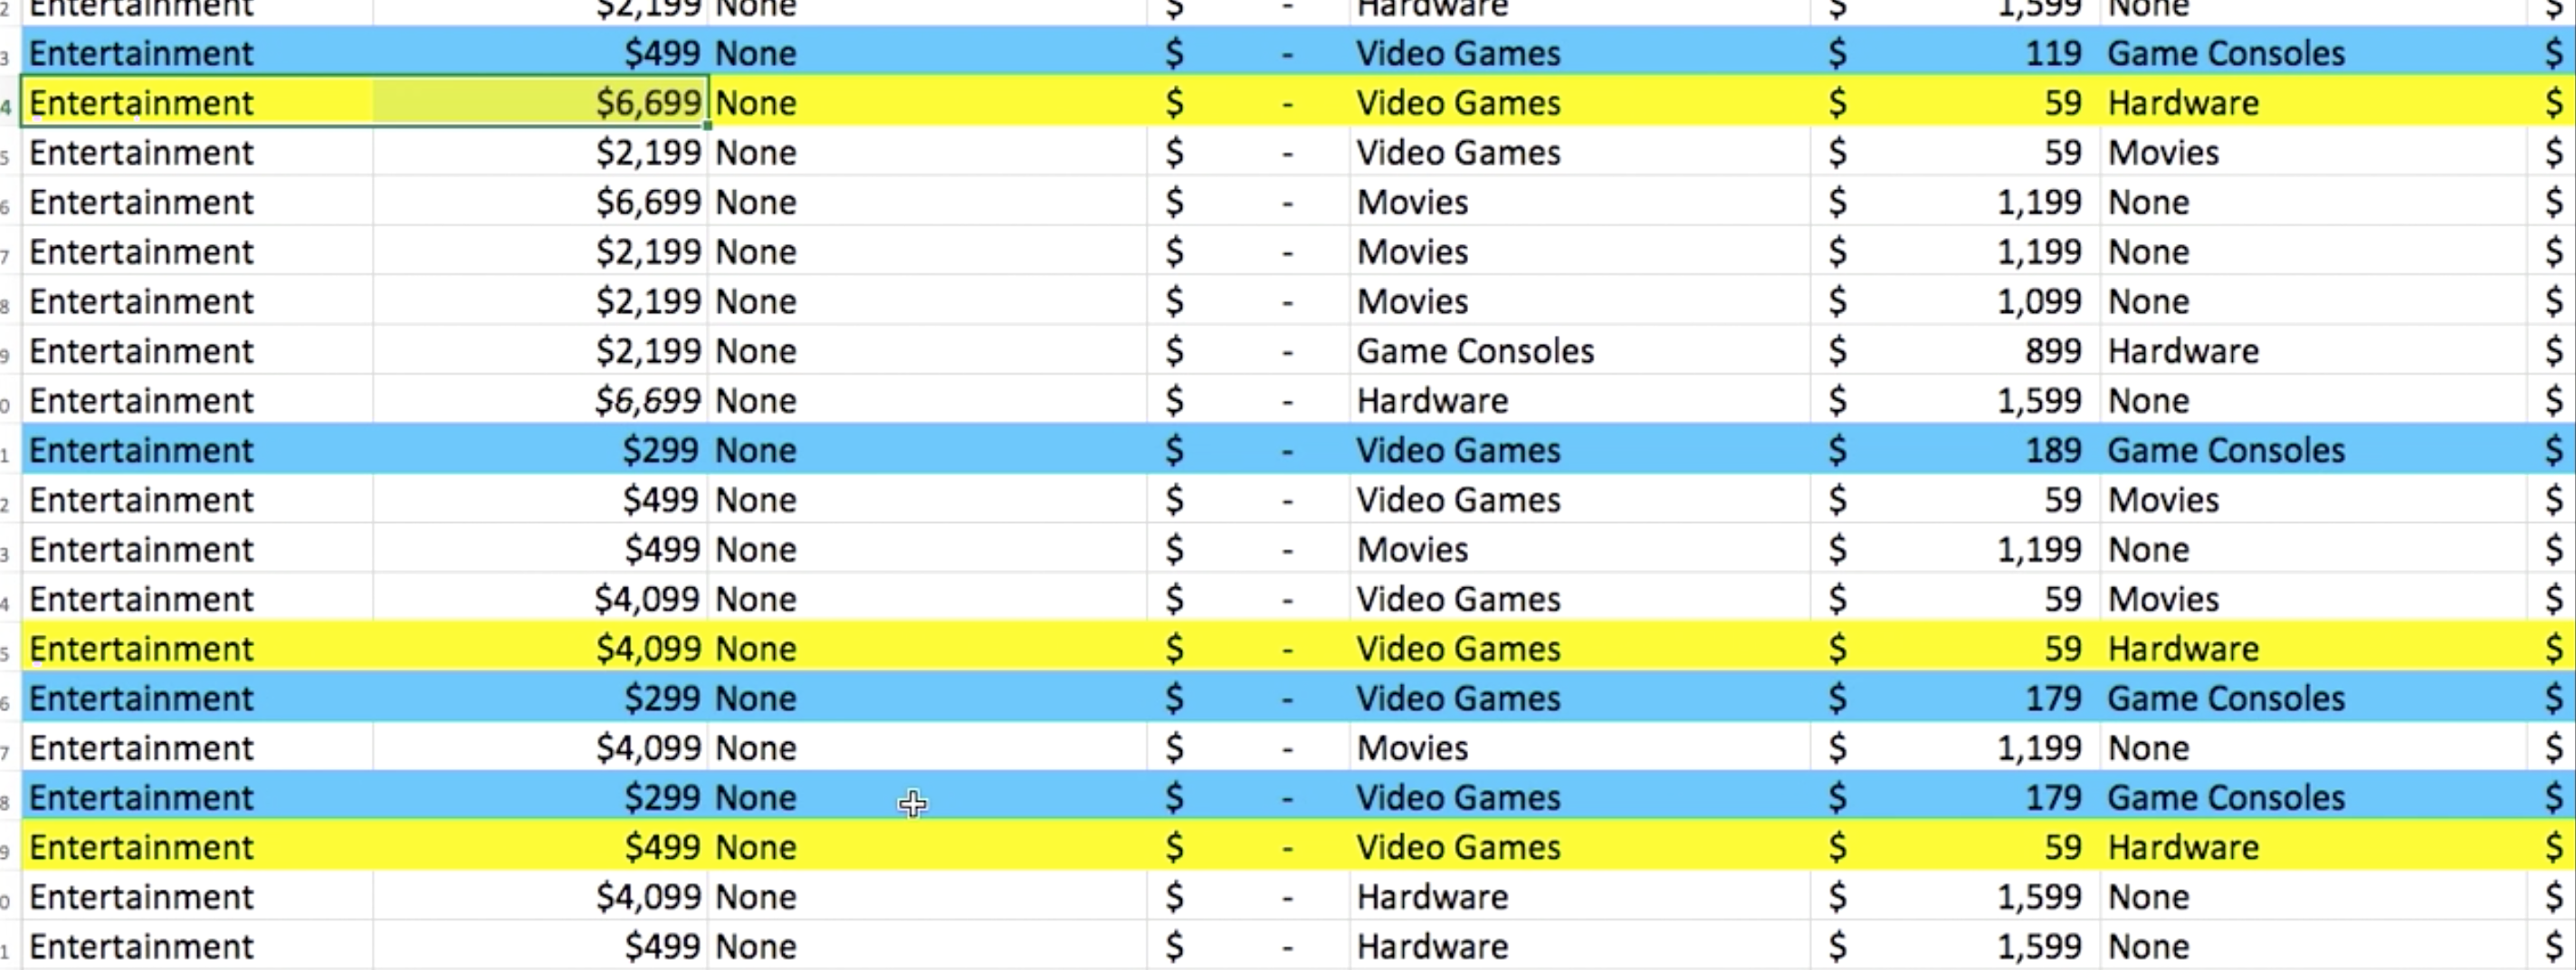 2 Entertainment $2,199 None $ - Hardware $ 1,599 None $
3 Entertainment $499 None $ - Video Games $ 119 Game Consoles $
4 Entertainment $6,699 None $ - Video Games $ 59 Hardware $
5 Entertainment $2,199 None $ - Video Games $ 59 Movies $
6 Entertainment $6,699 None $ - Movies $ 1,199 None $
7 Entertainment $2,199 None $ - Movies $ 1,199 None $
8 Entertainment $2,199 None $ - Movies $ 1,099 None $
9 Entertainment $2,199 None $ - Game Consoles $ 899 Hardware $
0 Entertainment $6,699 None $ - Hardware $ 1,599 None $
1 Entertainment $299 None $ - Video Games $ 189 Game Consoles $
2 Entertainment $499 None $ - Video Games $ 59 Movies $
3 Entertainment $499 None $ - Movies $ 1,199 None $
4 Entertainment $4,099 None $ - Video Games $ 59 Movies $
5 Entertainment $4,099 None $ - Video Games $ 59 Hardware $
6 Entertainment $299 None $ - Video Games $ 179 Game Consoles $
7 Entertainment $4,099 None $ - Movies $ 1,199 None $
8 Entertainment $299 None $ - Video Games $ 179 Game Consoles $
9 Entertainment $499 None $ - Video Games $ 59 Hardware $
0 Entertainment $4,099 None $ - Hardware $ 1,599 None $
1 Entertainment $499 None $ - Hardware $ 1,599 None $